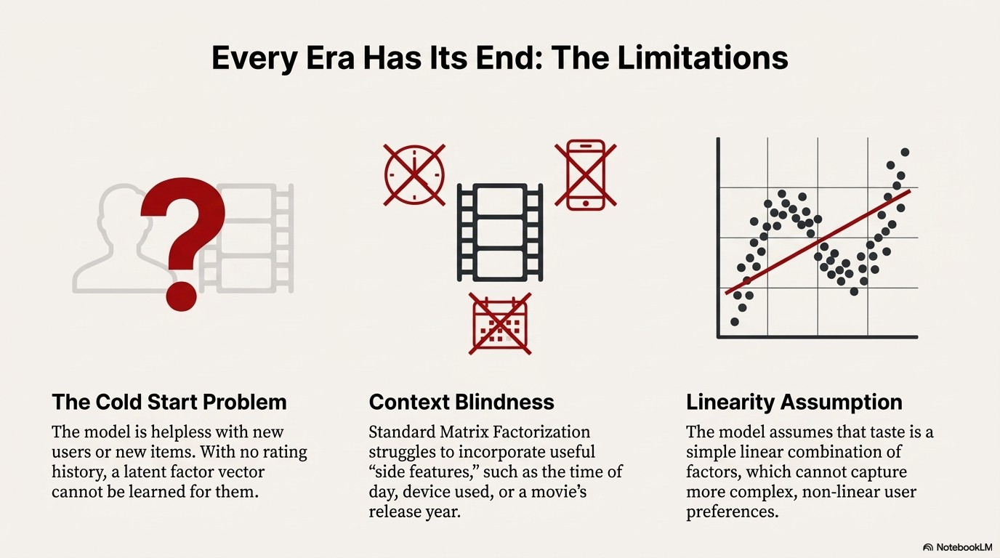 Every Era Has Its End: The Limitations
The Cold Start Problem
The model is helpless with new
users or new items. With no rating
history, a latent factor vector
cannot be learned for them.
Context Blindness
Standard Matrix Factorization
struggles to incorporate useful
“side features,” such as the time of
day, device used, or a movie’s
release year.
Linearity Assumption
The model assumes that taste is a
simple linear combination of
factors, which cannot capture
more complex, non-linear user
preferences.
NotebookLM